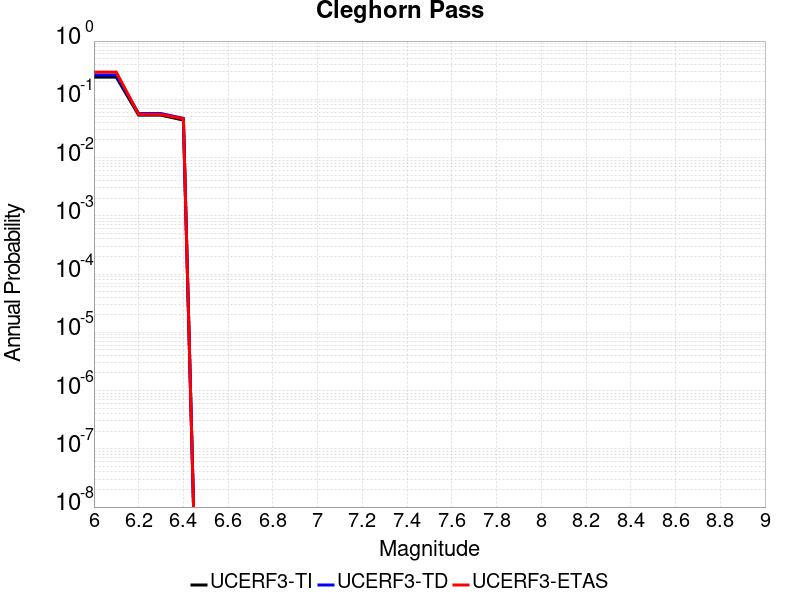 Cleghorn Pass
Annual Probability
10^0
10^-1
10^-2
10^-3
10^-4
10^-5
10^-6
10^-7
10^-8
6 6.2 6.4 6.6 6.8 7 7.2 7.4 7.6 7.8 8 8.2 8.4 8.6 8.8 9
Magnitude
UCERF3-TI UCERF3-TD UCERF3-ETAS